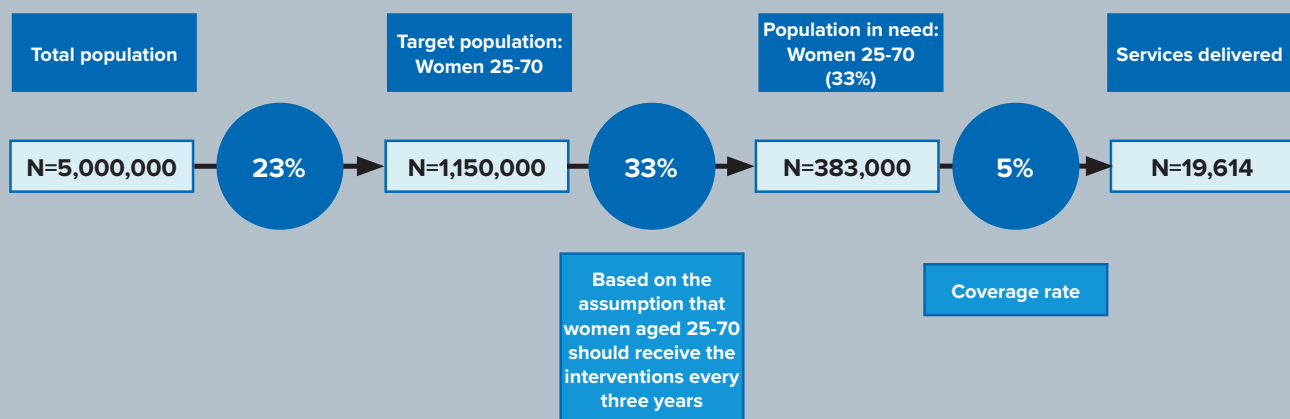 Total population
Target population:
Women 25-70
Population in need:
Women 25-70
(33%)
Services delivered
N=5,000,000
23%
N=1,150,000
33%
N=383,000
5%
N=19,614
Based on the
assumption that
women aged 25-70
should receive the
interventions every
three years
Coverage rate